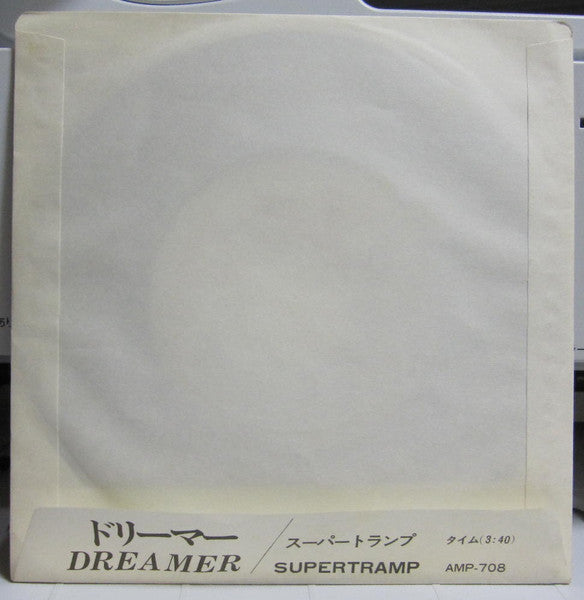 ドリーマー / スーパートランプ タイム(3:40)
DREAMER SUPERTRAMP AMP-708